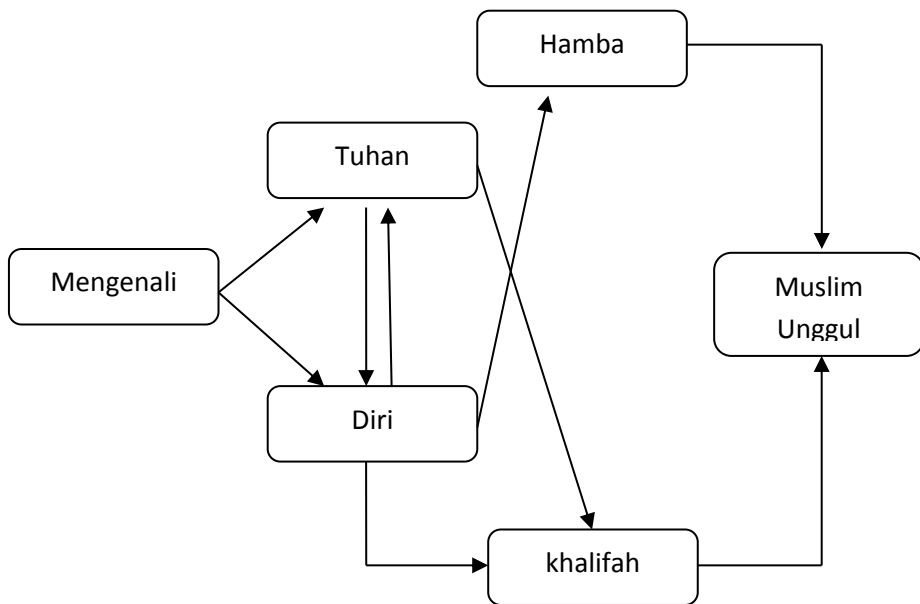 Hamba
Tuhan
Mengenali
Muslim
Unggul
Diri
khalifah